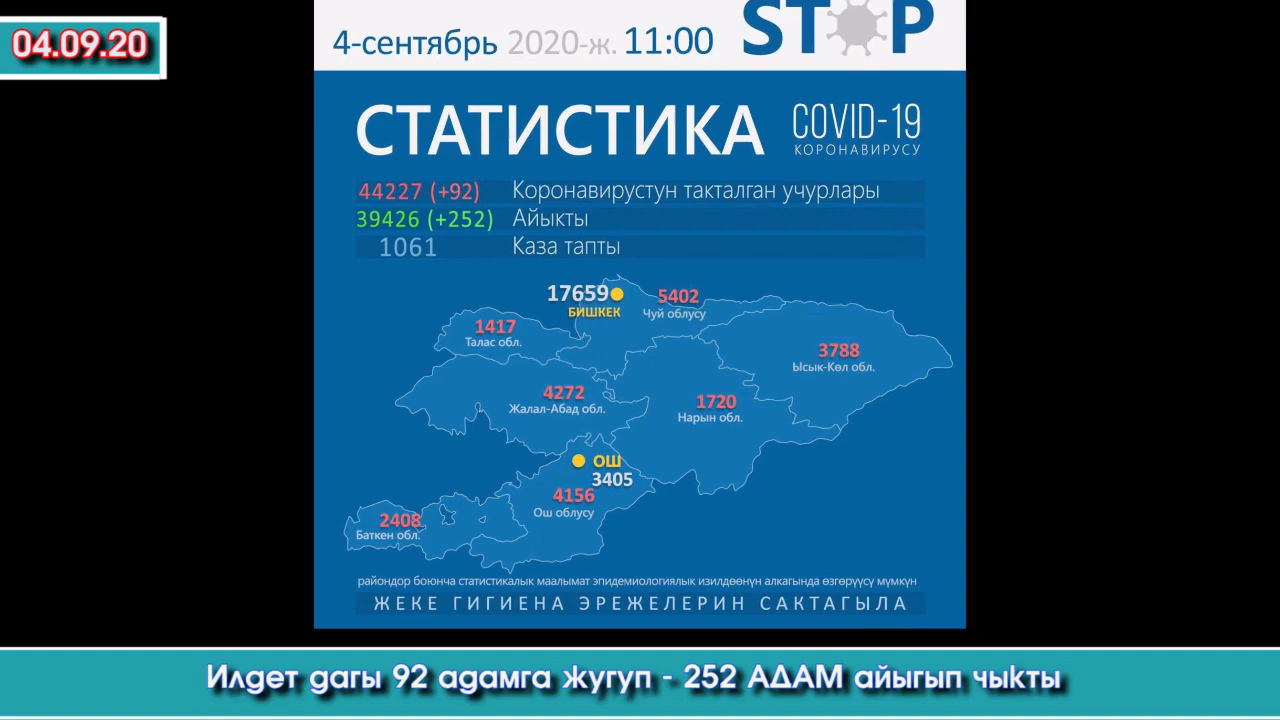 04.09.20
4-сентябрь 2020-ж. 11:00
STOP
СТАТИСТИКА
COVID-19
КОРОНАВИРУСУ
44227 (+92) Коронавирустун такталган учурлары
39426 (+252) Айыкты
1061 Каза тапты
17659
БИШКЕК
5402
Чуй облусу
1417
Талас обл.
3788
Ысык-Көл обл.
4272
Жалал-Абад обл.
1720
Нарын обл.
ОШ
3405
4156
Ош облусу
2408
Баткен обл.
райондор боюнча статистикалык маалымат эпидемиологиялык изилдөөнүн алкагында өзгөрүүсү мүмкүн
ЖЕКЕ ГИГИЕНА ЭРЕЖЕЛЕРИН САКТАГЫЛА
Илдет дагы 92 адамга жугуп - 252 АДАМ айыгып чыкты